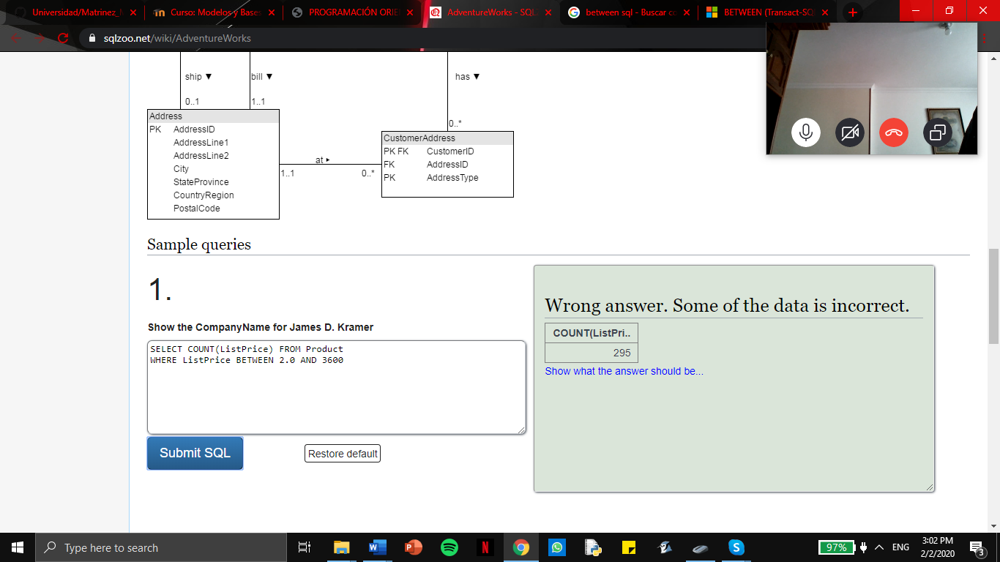 Universidad/Matrinez_
Curso: Modelos y Bases
PROGRAMACIÓN ORIE
AdventureWorks - SQLZ
between sql - Buscar co
BETWEEN (Transact-SQL
sqlzoo.net/wiki/AdventureWorks
ship ▼
bill ▼
has ▼
0..1
1..1
0..*
Address
PK AddressID
AddressLine1
AddressLine2
City
StateProvince
CountryRegion
PostalCode
at ▸
1..1
0..*
CustomerAddress
PK FK CustomerID
FK AddressID
PK AddressType
Sample queries
1.
Show the CompanyName for James D. Kramer
SELECT COUNT(ListPrice) FROM Product
WHERE ListPrice BETWEEN 2.0 AND 3600
Submit SQL
Restore default
Wrong answer. Some of the data is incorrect.
COUNT(ListPri..
295
Show what the answer should be...
Type here to search
97%
ENG
3:02 PM
2/2/2020
3